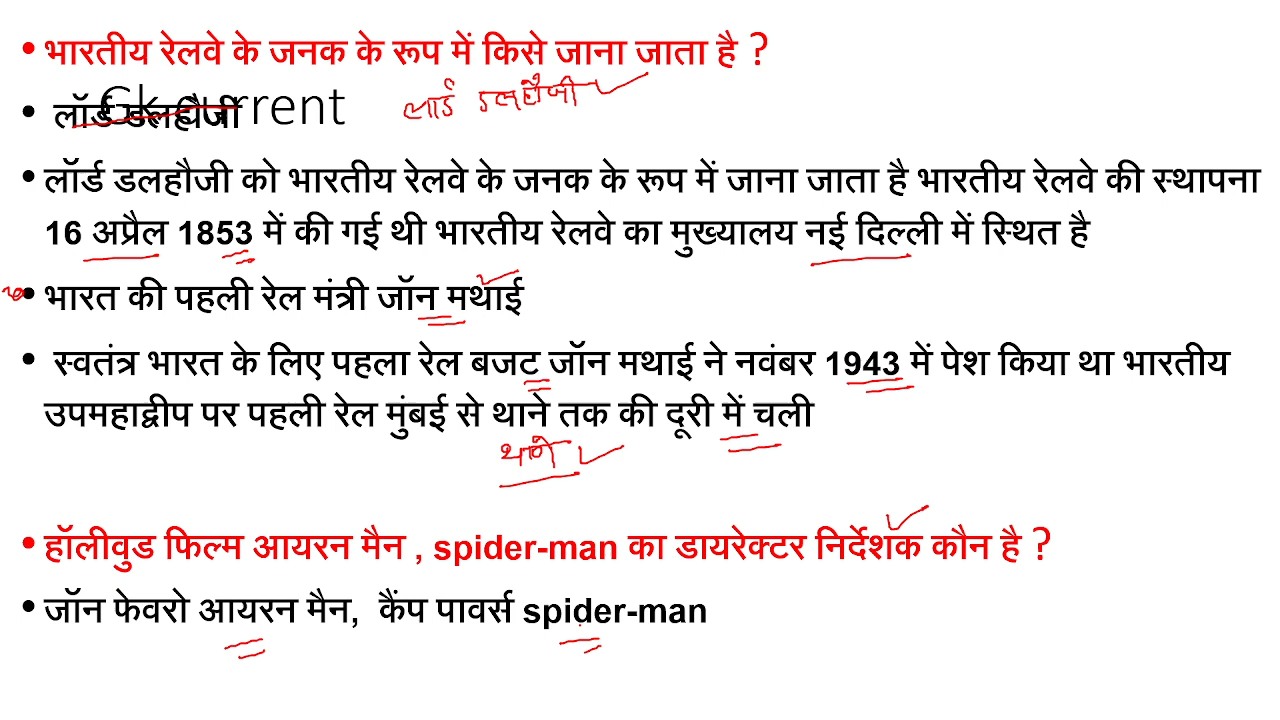 • भारतीय रेलवे के जनक के रूप में किसे जाना जाता है ?
• लॉर्ड डलहौजी
Gk current
लार्ड डलहौजी
• लॉर्ड डलहौजी को भारतीय रेलवे के जनक के रूप में जाना जाता है भारतीय रेलवे की स्थापना
16 अप्रैल 1853 में की गई थी भारतीय रेलवे का मुख्यालय नई दिल्ली में स्थित है
• भारत की पहली रेल मंत्री जॉन मथाई
• स्वतंत्र भारत के लिए पहला रेल बजट जॉन मथाई ने नवंबर 1943 में पेश किया था भारतीय
उपमहाद्वीप पर पहली रेल मुंबई से थाने तक की दूरी में चली
थाणे
• हॉलीवुड फिल्म आयरन मैन , spider-man का डायरेक्टर निर्देशक कौन है ?
• जॉन फेवरो आयरन मैन, कैंप पावर्स spider-man